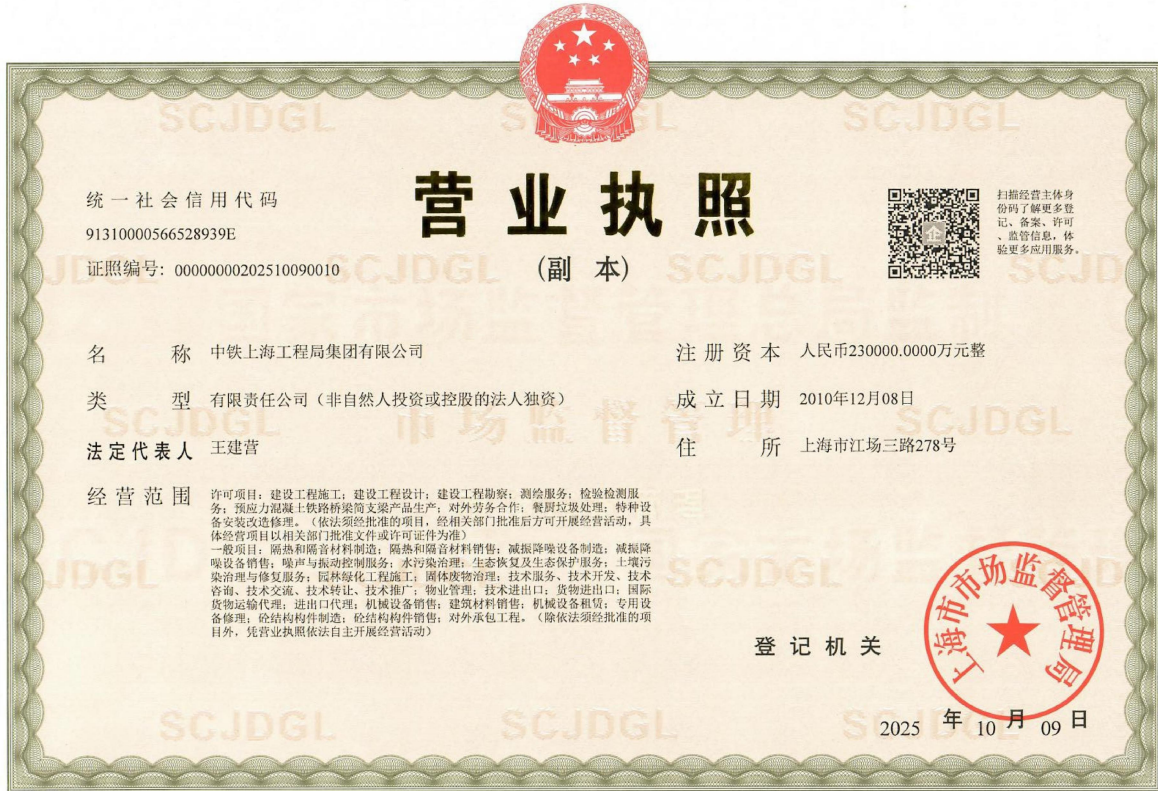 营业执照
(副 本)
统一社会信用代码
91310000566528939E
证照编号：00000000202510090010
扫描经营主体身
份码了解更多登
记、备案、许可
、监管信息，体
验更多应用服务。
企
名 称 中铁上海工程局集团有限公司
类 型 有限责任公司（非自然人投资或控股的法人独资）
法定代表人 王建营
经营范围 许可项目：建设工程施工；建设工程设计；建设工程勘察；测绘服务；检验检测服
务；预应力混凝土铁路桥梁简支梁产品生产；对外劳务合作；餐厨垃圾处理；特种设
备安装改造修理。（依法须经批准的项目，经相关部门批准后方可开展经营活动，具
体经营项目以相关部门批准文件或许可证件为准）
一般项目：隔热和隔音材料制造；隔热和隔音材料销售；减振降噪设备制造；减振降
噪设备销售；噪声与振动控制服务；水污染治理；生态恢复及生态保护服务；土壤污
染治理与修复服务；园林绿化工程施工；固体废物治理；技术服务、技术开发、技术
咨询、技术交流、技术转让、技术推广；物业管理；技术进出口；货物进出口；国际
货物运输代理；进出口代理；机械设备销售；建筑材料销售；机械设备租赁；专用设
备修理；砼结构构件制造；砼结构构件销售；对外承包工程。（除依法须经批准的项
目外，凭营业执照依法自主开展经营活动）
注册资本 人民币230000.0000万元整
成立日期 2010年12月08日
住 所 上海市江场三路278号
登记机关
上海市市场监督管理局
2025 年 10 月 09 日
SCJDGL
市场监督管理